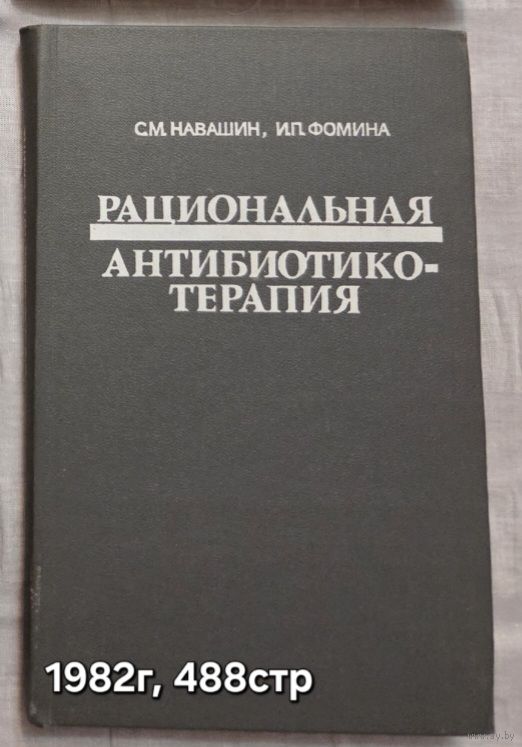 С.М. НАВАШИН, И.П. ФОМИНА
РАЦИОНАЛЬНАЯ
АНТИБИОТИКО-
ТЕРАПИЯ
1982г, 488стр